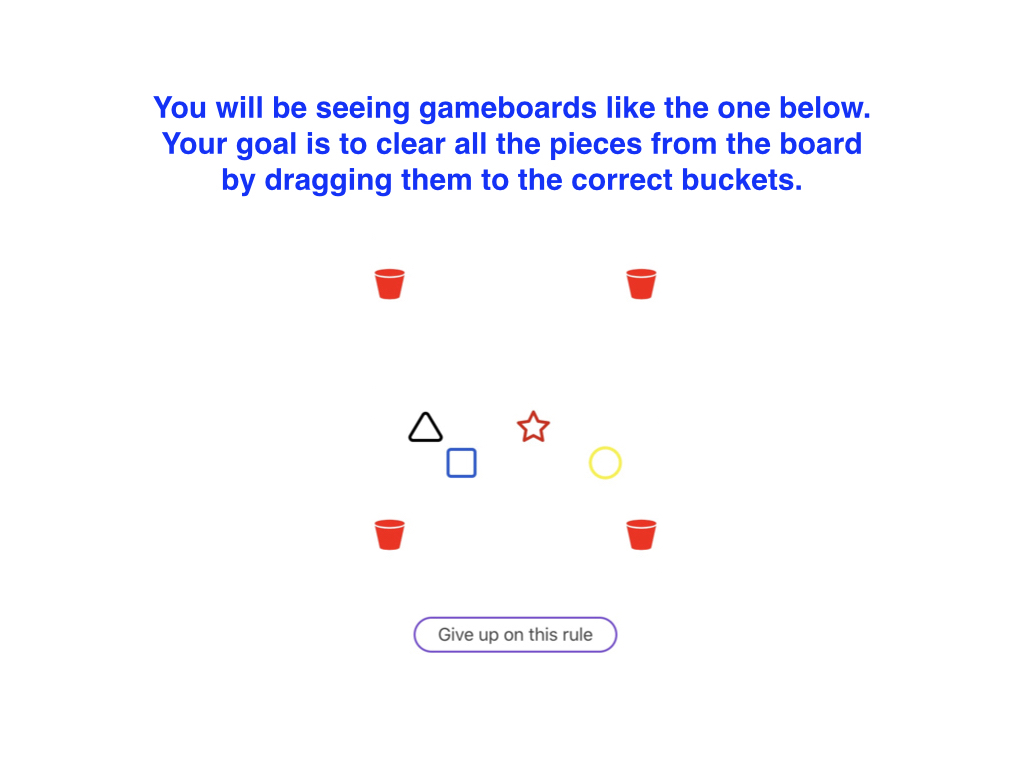 You will be seeing gameboards like the one below.
Your goal is to clear all the pieces from the board
by dragging them to the correct buckets.
Give up on this rule